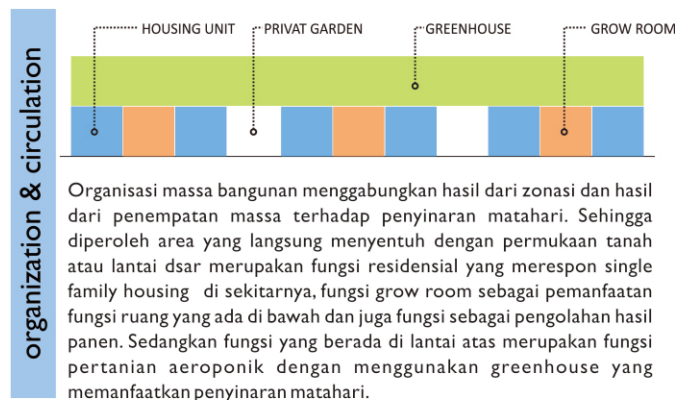 HOUSING UNIT PRIVAT GARDEN GREENHOUSE GROW ROOM
organization & circulation
Organisasi massa bangunan menggabungkan hasil dari zonasi dan hasil
dari penempatan massa terhadap penyinaran matahari. Sehingga
diperoleh area yang langsung menyentuh dengan permukaan tanah
atau lantai dsar merupakan fungsi residensial yang merespon single
family housing di sekitarnya, fungsi grow room sebagai pemanfaatan
fungsi ruang yang ada di bawah dan juga fungsi sebagai pengolahan hasil
panen. Sedangkan fungsi yang berada di lantai atas merupakan fungsi
pertanian aeroponik dengan menggunakan greenhouse yang
memanfaatkan penyinaran matahari.